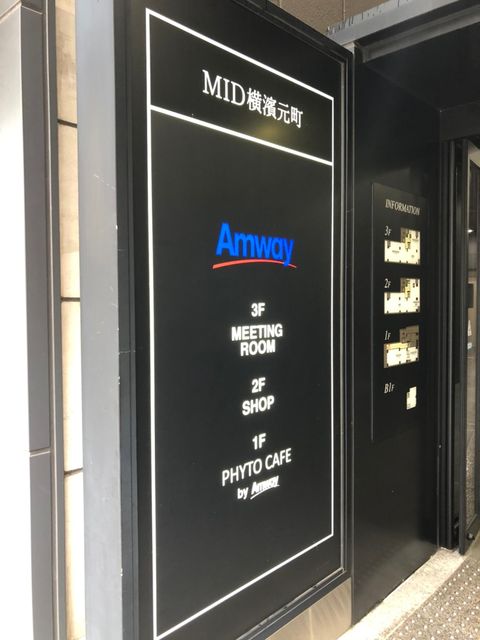 MID横濱元町
Amway
3F
MEETING
ROOM
2F
SHOP
1F
PHYTO CAFE
by Amway
INFORMATION
3F
2F
1F
B1F